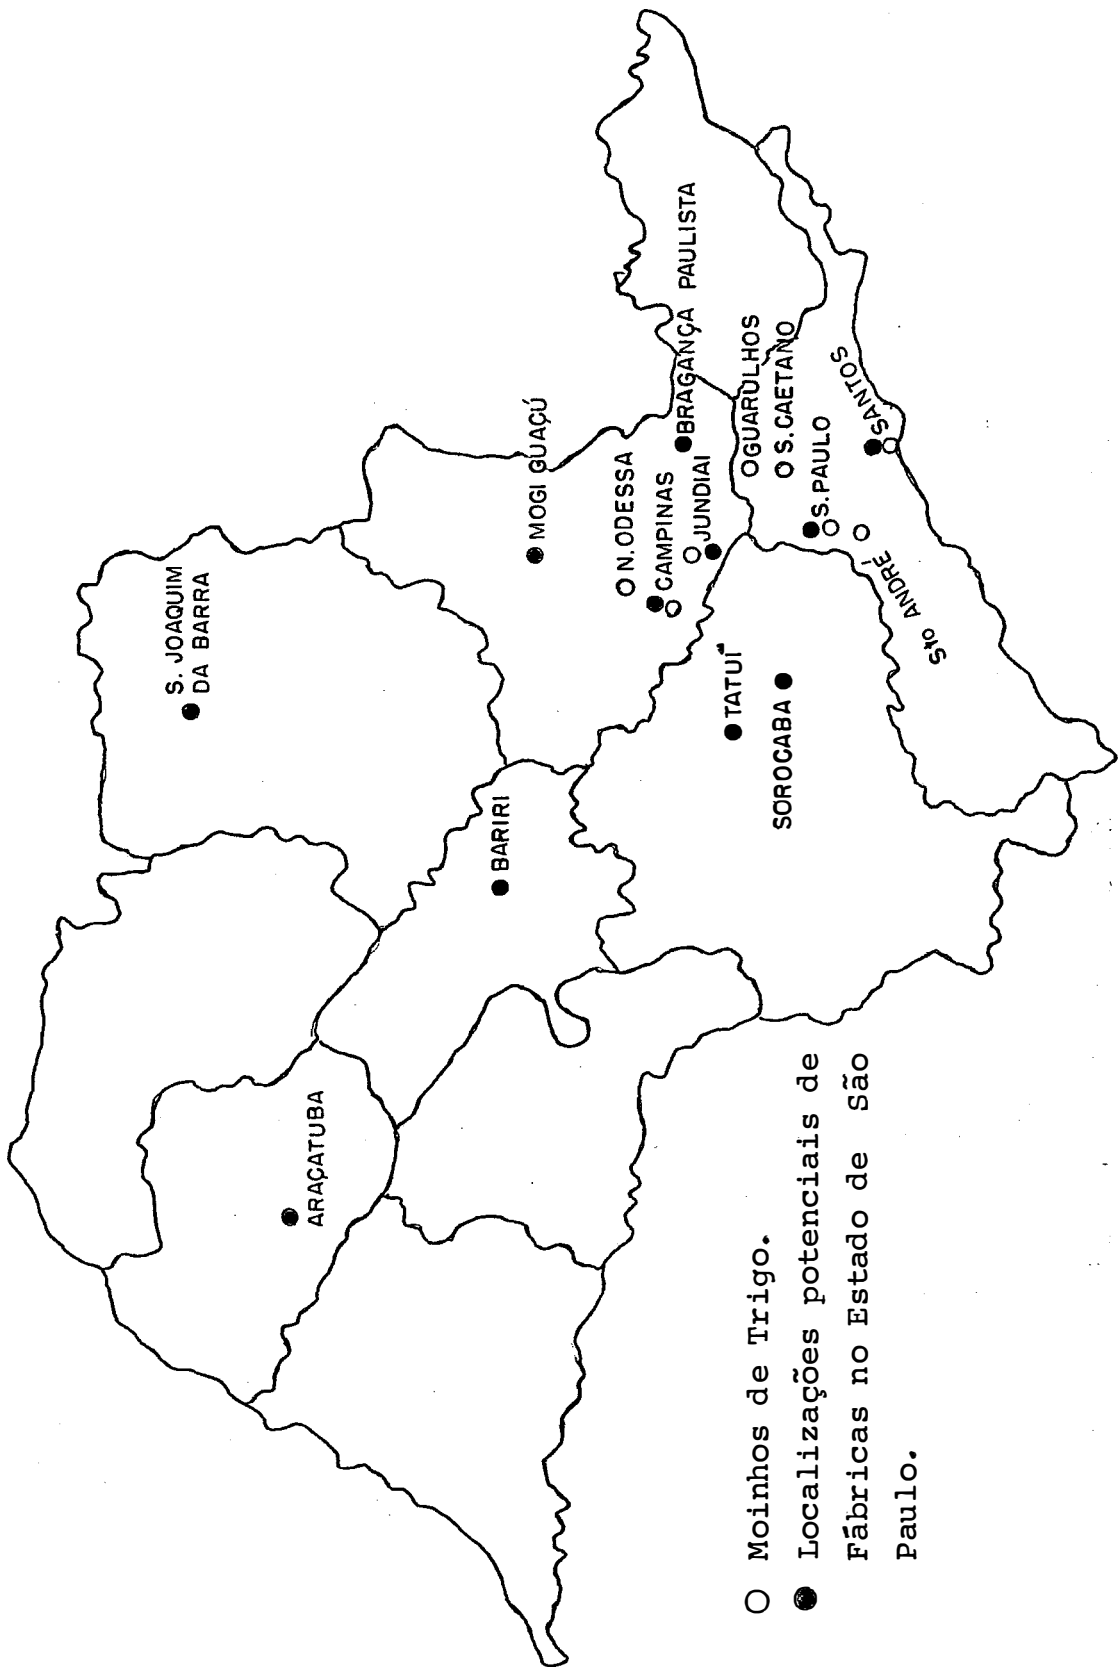 S. JOAQUIM
DA BARRA
ARAÇATUBA
BARIRI
MOGI GUAÇÚ
N. ODESSA
CAMPINAS
BRAGANÇA PAULISTA
JUNDIAI
TATUÍ
SOROCABA
GUARULHOS
S. CAETANO
S. PAULO
SANTOS
Sto ANDRÉ
Moinhos de Trigo.
Localizações potenciais de
Fábricas no Estado de são
Paulo.